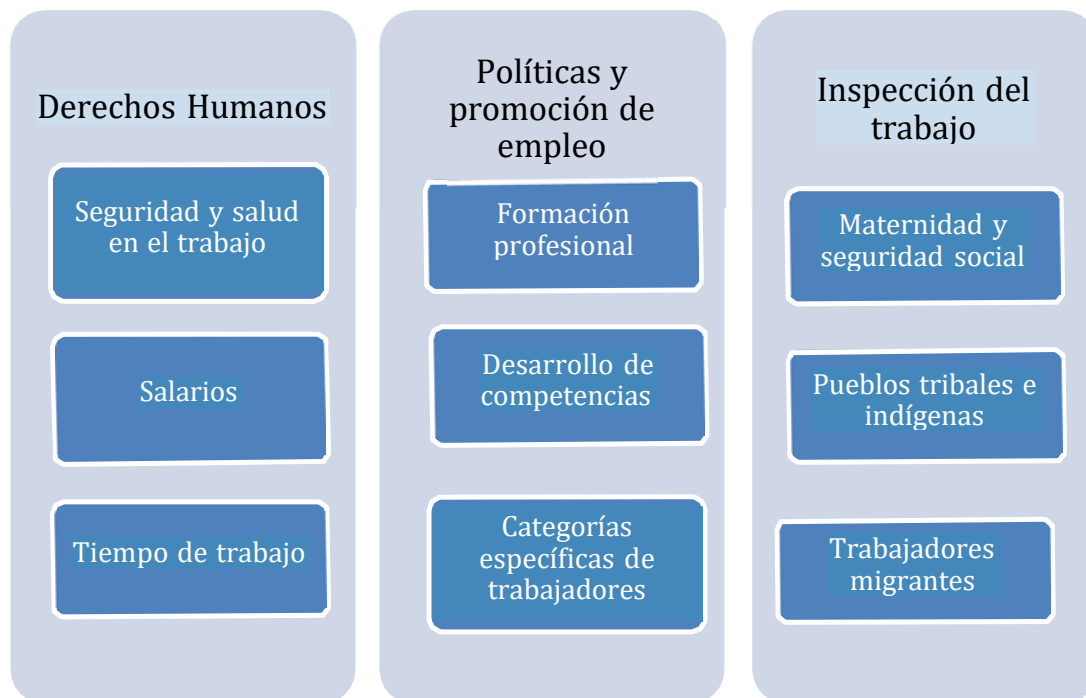 Derechos Humanos
Seguridad y salud
en el trabajo
Salarios
Tiempo de trabajo
Políticas y
promoción de
empleo
Formación
profesional
Desarrollo de
competencias
Categorías
específicas de
trabajadores
Inspección del
trabajo
Maternidad y
seguridad social
Pueblos tribales e
indígenas
Trabajadores
migrantes